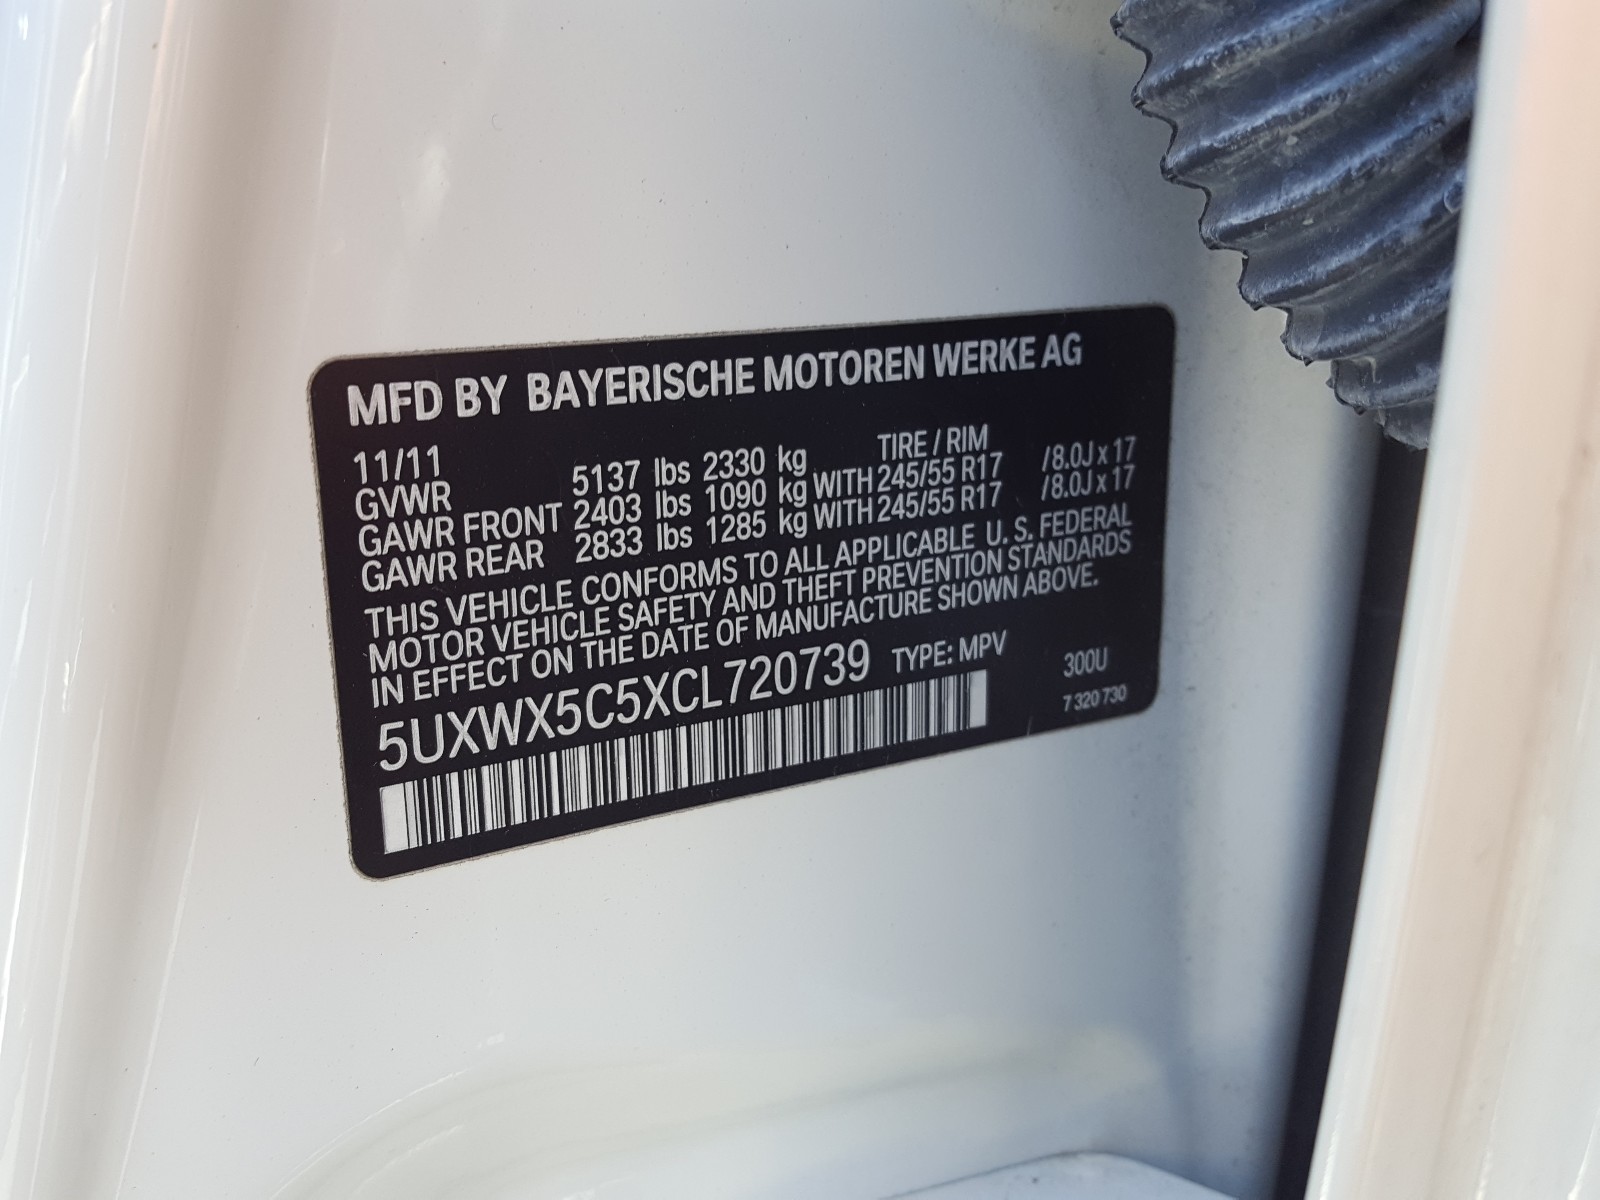 MFD BY BAYERISCHE MOTOREN WERKE AG
11/11 TIRE / RIM
GVWR 5137 lbs 2330 kg
GAWR FRONT 2403 lbs 1090 kg WITH 245/55 R17 /8.0J x 17
GAWR REAR 2833 lbs 1285 kg WITH 245/55 R17 /8.0J x 17
THIS VEHICLE CONFORMS TO ALL APPLICABLE U. S. FEDERAL
MOTOR VEHICLE SAFETY AND THEFT PREVENTION STANDARDS
IN EFFECT ON THE DATE OF MANUFACTURE SHOWN ABOVE.
5UXWX5C5XCL720739 TYPE: MPV 300U
7 320 730